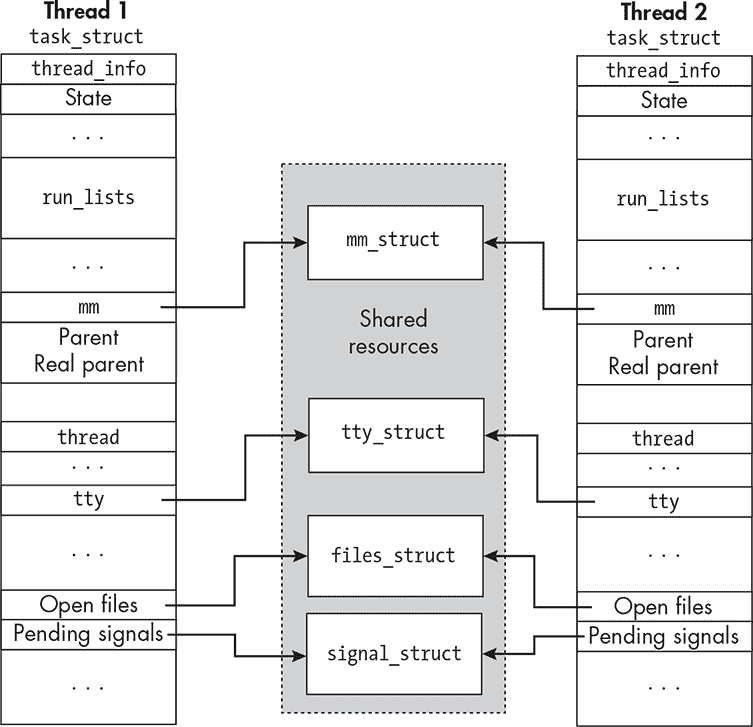 Thread 1
task_struct
thread_info
State
...
run_lists
...
mm
Parent
Real parent
thread
...
tty
...
Open files
Pending signals
...
mm_struct
Shared
resources
tty_struct
files_struct
signal_struct
Thread 2
task_struct
thread_info
State
...
run_lists
...
mm
Parent
Real parent
thread
...
tty
...
Open files
Pending signals
...